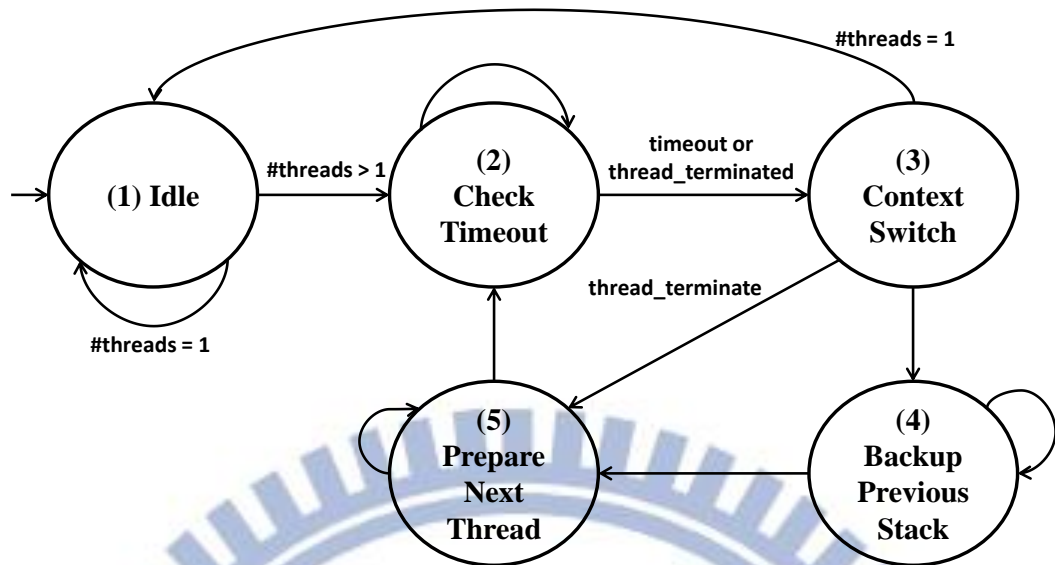 #threads = 1
(1) Idle
#threads > 1
(2)
Check
Timeout
timeout or
thread_terminated
(3)
Context
Switch
#threads = 1
thread_terminate
(5)
Prepare
Next
Thread
(4)
Backup
Previous
Stack